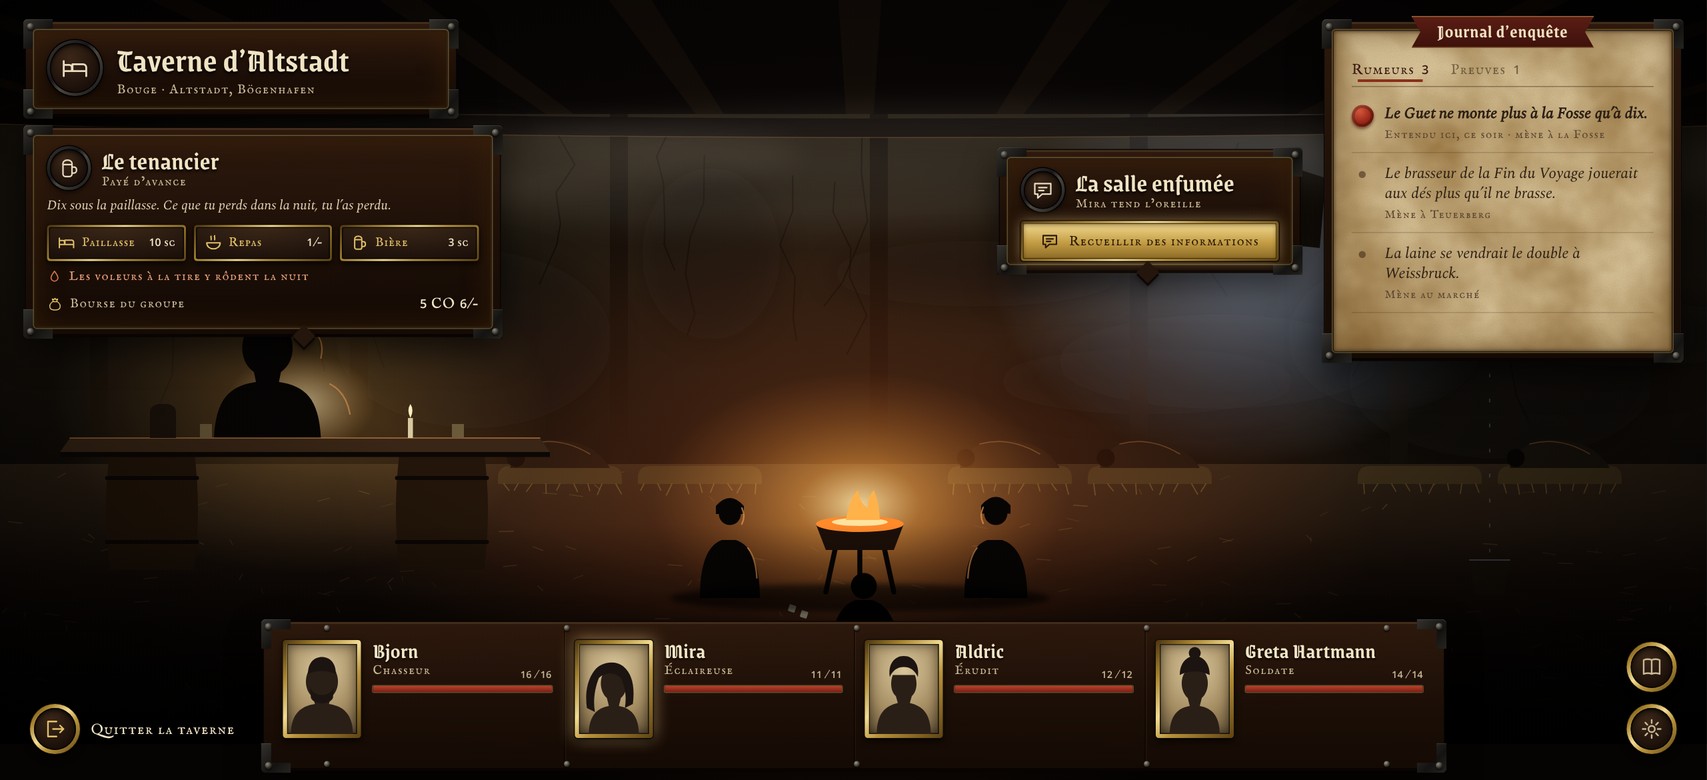 Taverne d'Altstadt
Bouge · Altstadt, Bögenhafen
Le tenancier
Payé d'avance
Dix sous la paillasse. Ce que tu perds dans la nuit, tu l'as perdu.
Paillasse 10 sc
Repas 1/-
Bière 3 sc
Les voleurs à la tire y rôdent la nuit
Bourse du groupe 5 CO 6/-
La salle enfumée
Mira tend l'oreille
Recueillir des informations
Journal d'enquête
Rumeurs 3 Preuves 1
Le Guet ne monte plus à la Fosse qu'à dix.
Entendu ici, ce soir · mène à la Fosse
Le brasseur de la Fin du Voyage jouerait
aux dés plus qu'il ne brasse.
Mène à Teuerberg
La laine se vendrait le double à
Weissbruck.
Mène au marché
Bjorn
Chasseur
16/16
Mira
Éclaireuse
11/11
Aldric
Érudit
12/12
Greta Hartmann
Soldate
14/14
Quitter la taverne